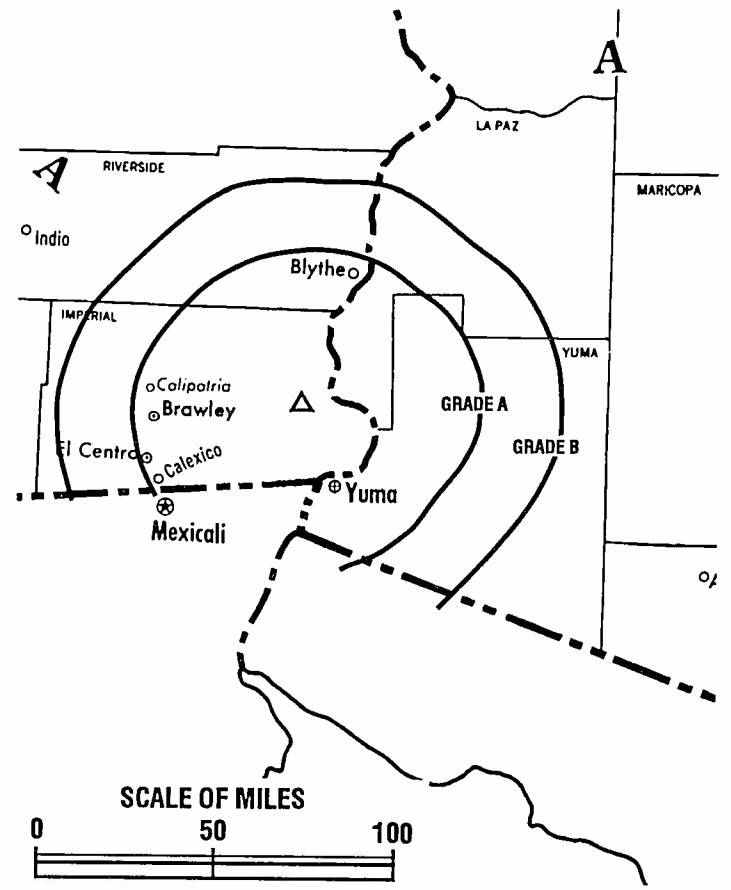 A
LA PAZ
A
RIVERSIDE
MARICOPA
Indio
Blythe
IMPERIAL
YUMA
Calipatria
Brawley
GRADE A
GRADE B
El Centro
Calexico
Yuma
Mexicali
A
SCALE OF MILES
0 50 100